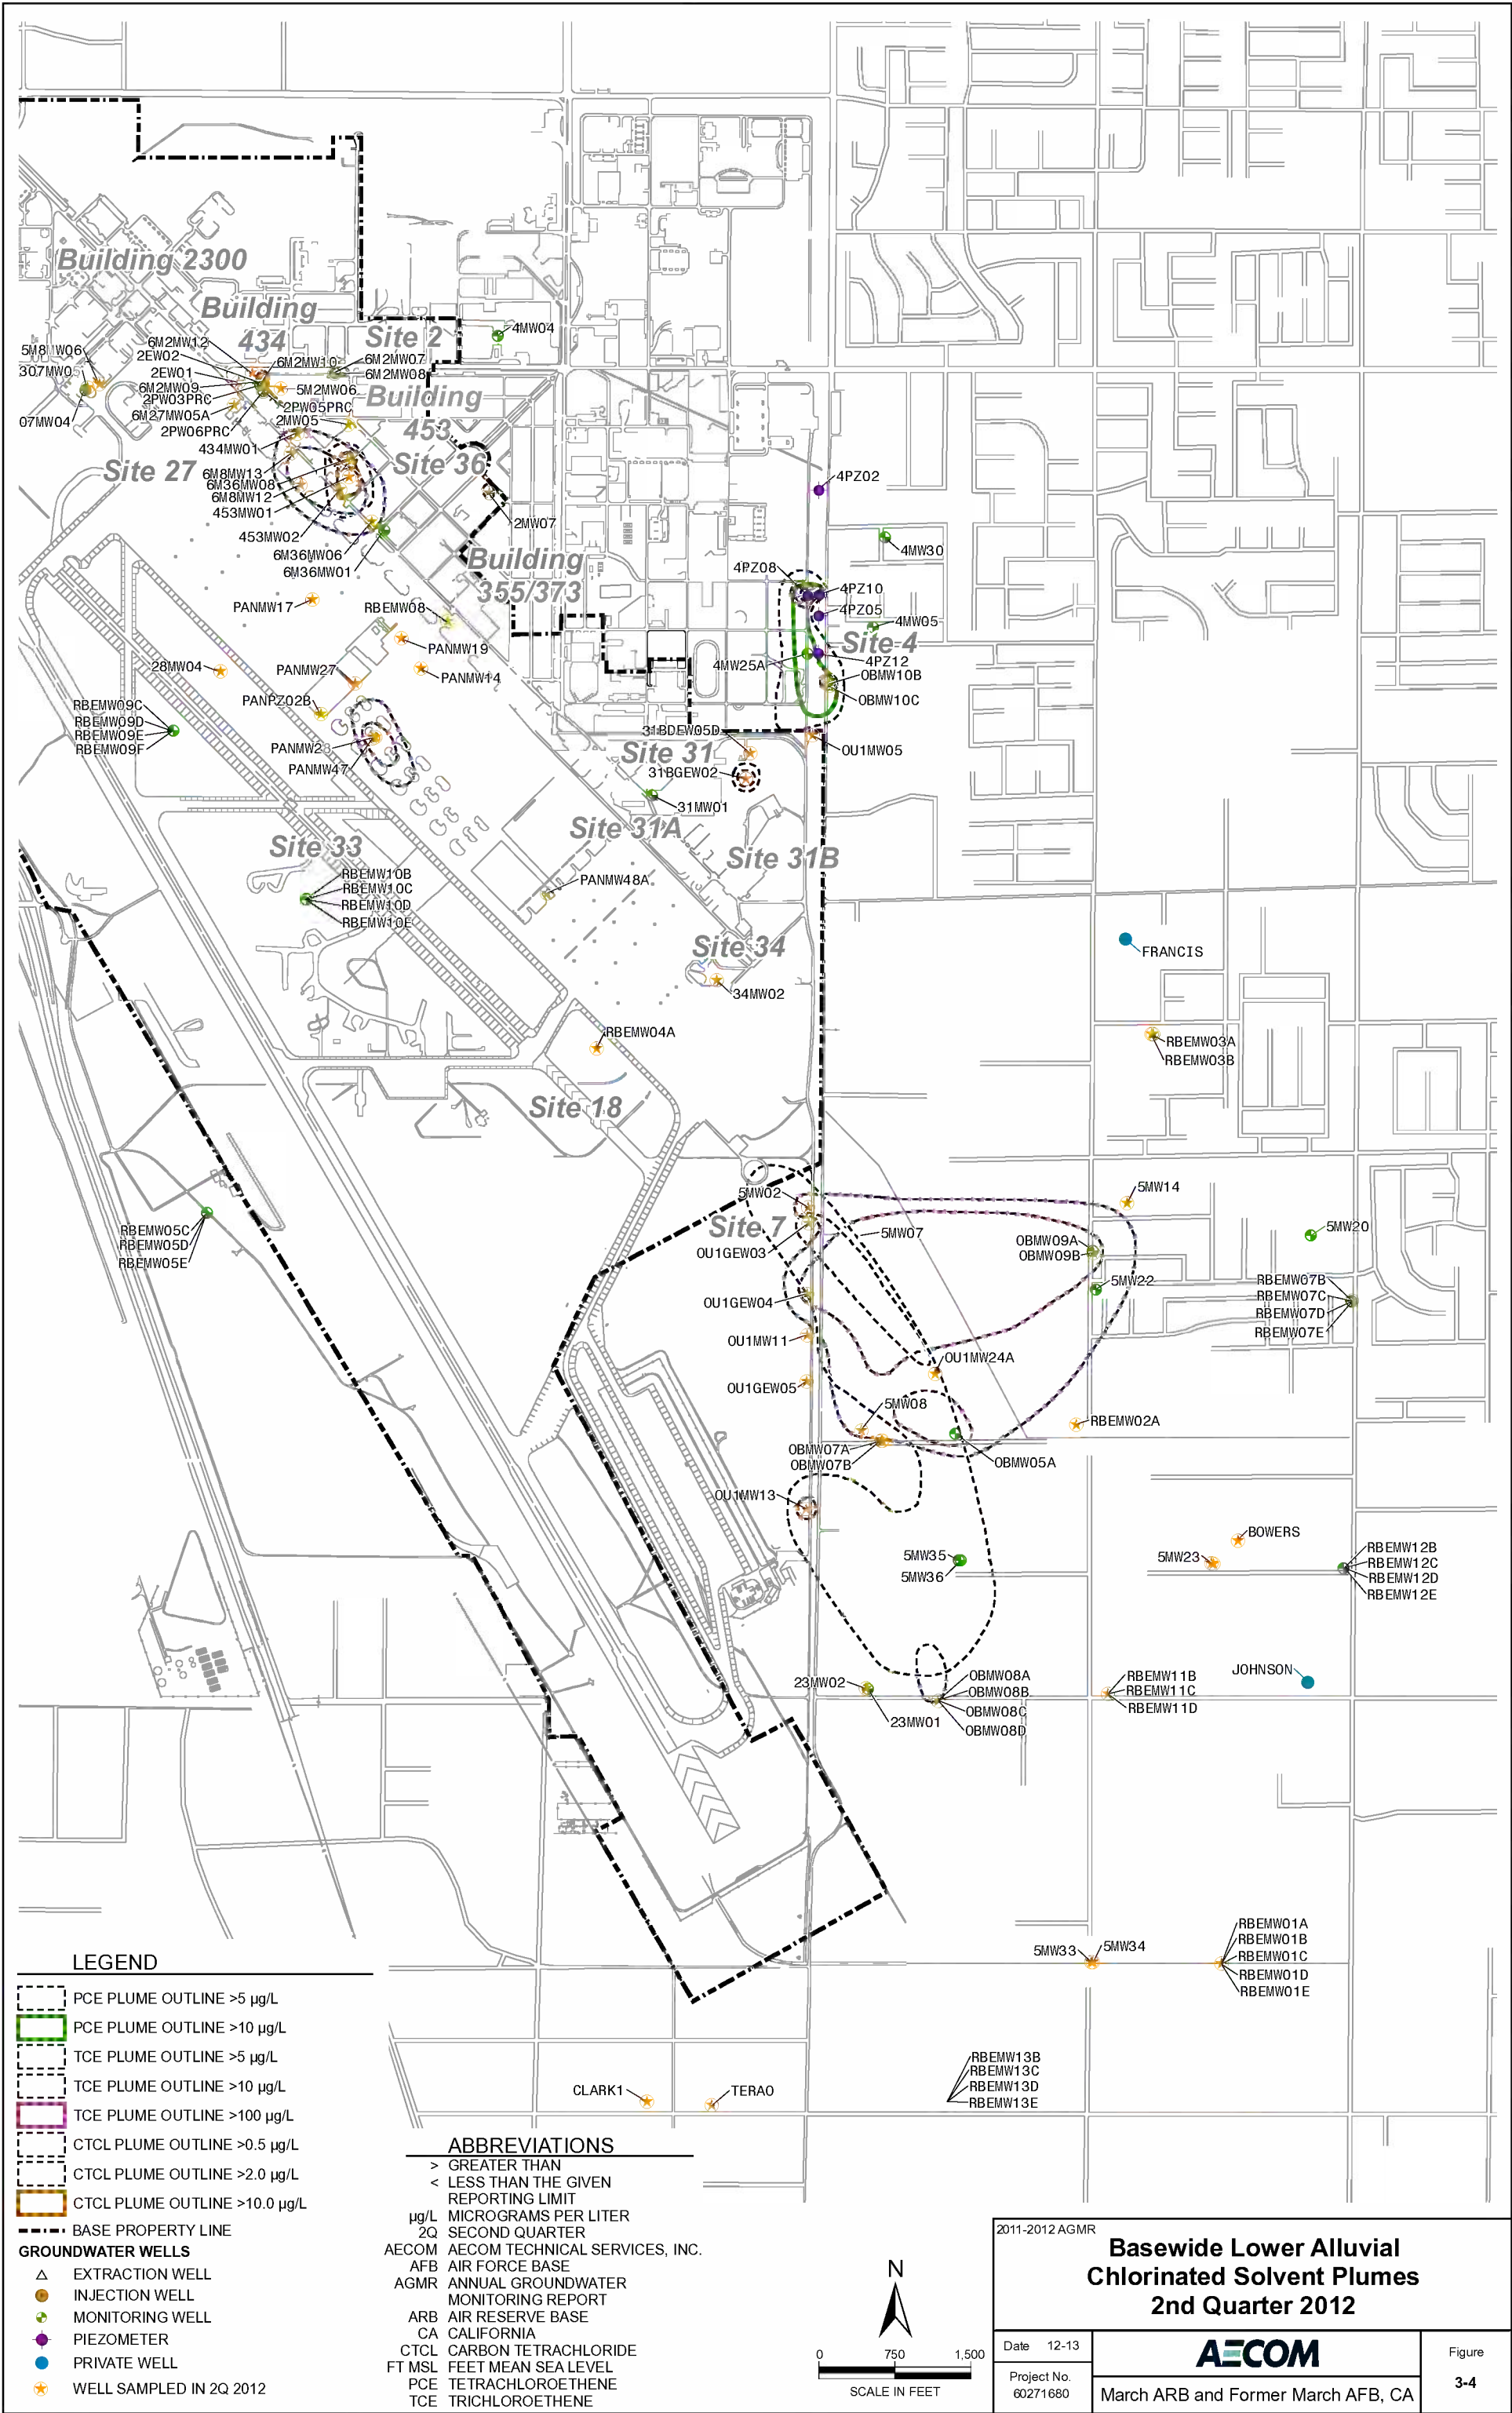 Building 2300
Building
434
Site 2
4MW04
6M2MW12
2EW02
6M2MW10
6M2MW07
6M2MW08
5M8MW06
2EW01
6M2MW09
5M2MW06
2PW03PRC
2PW05PRC
6M27MW05A
2MW05
2PW06PRC
07MW04
Building
453
434MW01
Site 27
Site 36
6M8MW13
6M36MW08
6M8MW12
453MW01
453MW02
6M36MW06
6M36MW01
2MW07
4PZ02
4MW30
Building
355/373
4PZ08
4PZ10
4PZ05
4MW05
Site 4
4PZ12
4MW25A
OBMW10B
OBMW10C
PANMW17
RBEMW08
PANMW19
28MW04
PANMW27
PANMW14
PANPZ02B
RBEMW09C
RBEMW09D
RBEMW09E
RBEMW09F
PANMW28
PANMW47
31BDEW05D
Site 31
OU1MW05
31BGEW02
31MW01
Site 31A
Site 33
Site 31B
RBEMW10B
RBEMW10C
RBEMW10D
RBEMW10E
PANMW48A
Site 34
34MW02
FRANCIS
RBEMW04A
RBEMW03A
RBEMW03B
Site 18
5MW14
5MW02
Site 7
5MW07
OU1GEW03
OBMW09A
OBMW09B
5MW20
RBEMW05C
RBEMW05D
RBEMW05E
5MW22
RBEMW07B
RBEMW07C
RBEMW07D
RBEMW07E
OU1GEW04
OU1MW11
OU1MW24A
OU1GEW05
5MW08
RBEMW02A
OBMW07A
OBMW07B
OBMW05A
OU1MW13
BOWERS
5MW35
5MW36
5MW23
RBEMW12B
RBEMW12C
RBEMW12D
RBEMW12E
JOHNSON
23MW02
23MW01
OBMW08A
OBMW08B
OBMW08C
OBMW08D
RBEMW11B
RBEMW11C
RBEMW11D
5MW33
5MW34
RBEMW01A
RBEMW01B
RBEMW01C
RBEMW01D
RBEMW01E
RBEMW13B
RBEMW13C
RBEMW13D
RBEMW13E
CLARK1
TERAO
LEGEND
PCE PLUME OUTLINE >5 µg/L
PCE PLUME OUTLINE >10 µg/L
TCE PLUME OUTLINE >5 µg/L
TCE PLUME OUTLINE >10 µg/L
TCE PLUME OUTLINE >100 µg/L
CTCL PLUME OUTLINE >0.5 µg/L
CTCL PLUME OUTLINE >2.0 µg/L
CTCL PLUME OUTLINE >10.0 µg/L
BASE PROPERTY LINE
GROUNDWATER WELLS
EXTRACTION WELL
INJECTION WELL
MONITORING WELL
PIEZOMETER
PRIVATE WELL
WELL SAMPLED IN 2Q 2012
ABBREVIATIONS
> GREATER THAN
< LESS THAN THE GIVEN
REPORTING LIMIT
µg/L MICROGRAMS PER LITER
2Q SECOND QUARTER
AECOM AECOM TECHNICAL SERVICES, INC.
AFB AIR FORCE BASE
AGMR ANNUAL GROUNDWATER
MONITORING REPORT
ARB AIR RESERVE BASE
CA CALIFORNIA
CTCL CARBON TETRACHLORIDE
FT MSL FEET MEAN SEA LEVEL
PCE TETRACHLOROETHENE
TCE TRICHLOROETHENE
N
0 750 1,500
SCALE IN FEET
2011-2012 AGMR
Basewide Lower Alluvial
Chlorinated Solvent Plumes
2nd Quarter 2012
Date 12-13
Project No.
60271680
AECOM
March ARB and Former March AFB, CA
Figure
3-4